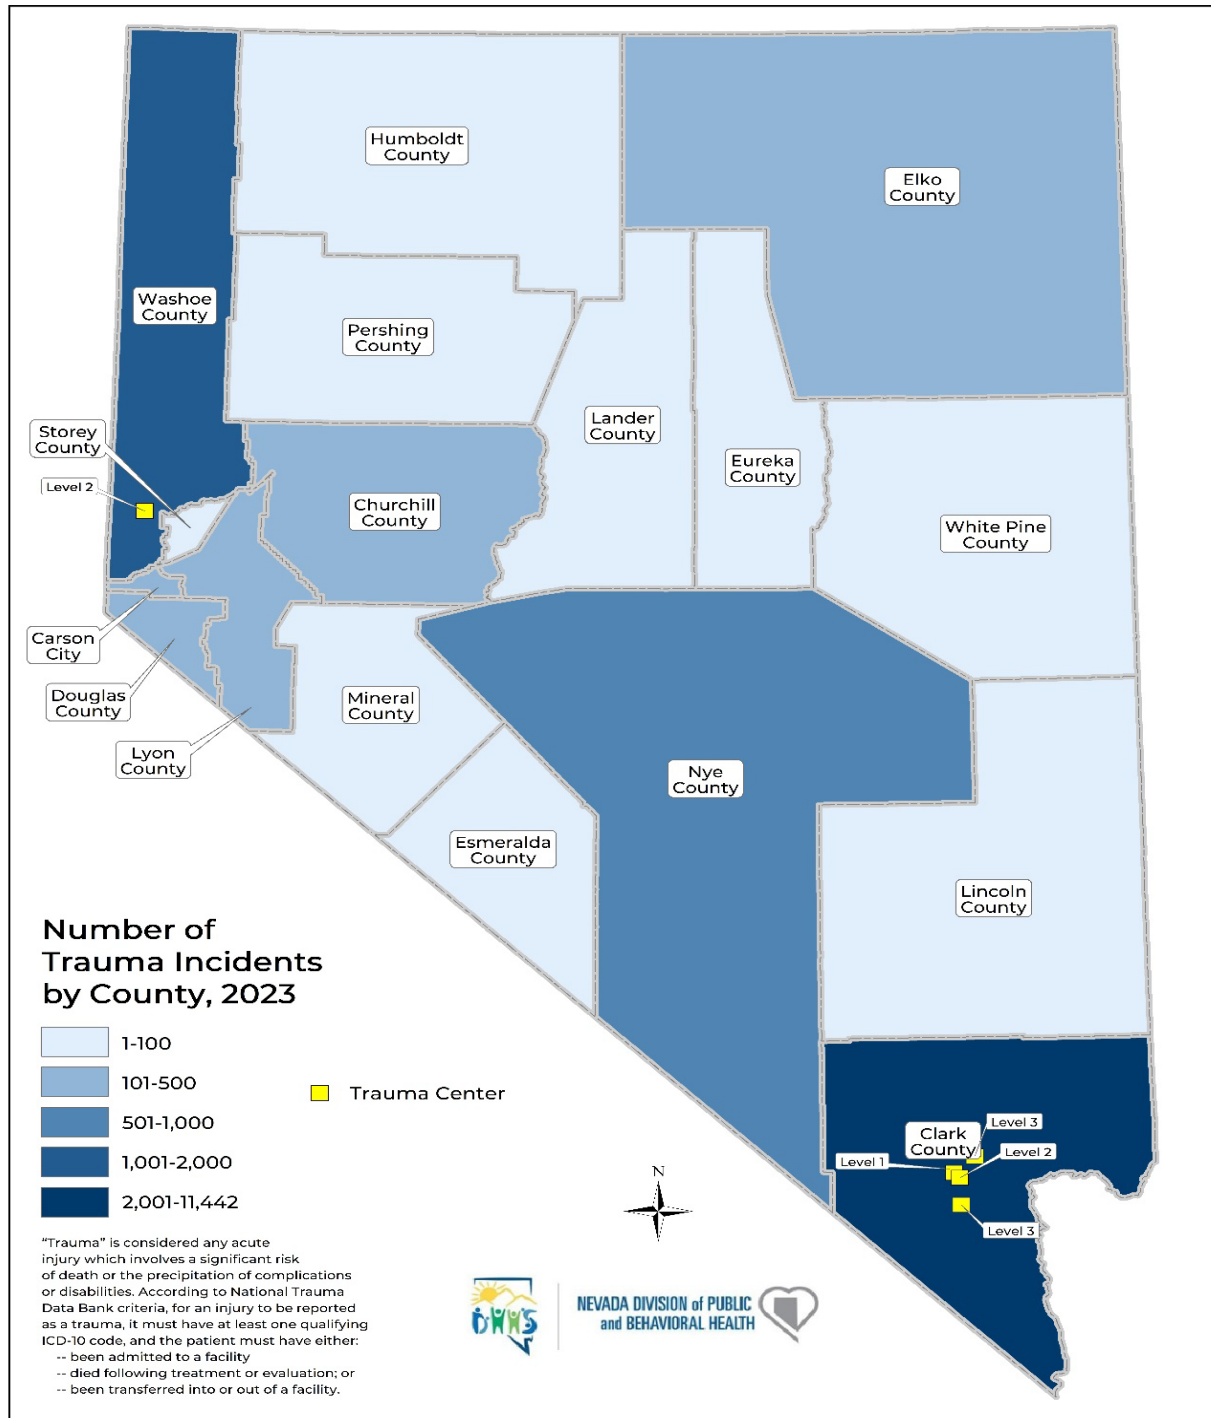 Humboldt
County
Elko
County
Washoe
County
Pershing
County
Storey
County
Lander
County
Eureka
County
Level 2
Churchill
County
White Pine
County
Carson
City
Douglas
County
Mineral
County
Lyon
County
Nye
County
Esmeralda
County
Lincoln
County
Number of
Trauma Incidents
by County, 2023
1-100
101-500
501-1,000
1,001-2,000
2,001-11,442
Trauma Center
Clark
County
Level 3
Level 2
Level 1
Level 3
N
"Trauma" is considered any acute
injury which involves a significant risk
of death or the precipitation of complications
or disabilities. According to National Trauma
Data Bank criteria, for an injury to be reported
as a trauma, it must have at least one qualifying
ICD-10 code, and the patient must have either:
-- been admitted to a facility
-- died following treatment or evaluation; or
-- been transferred into or out of a facility.
DHHS
NEVADA DIVISION of PUBLIC
and BEHAVIORAL HEALTH